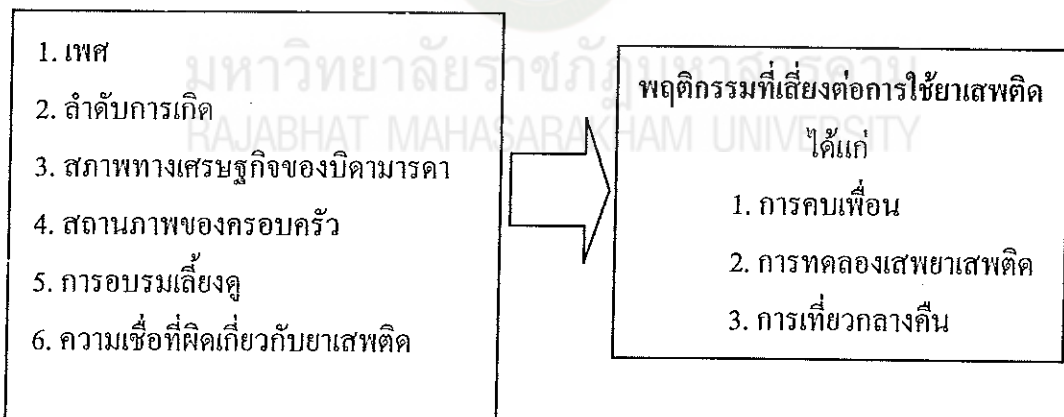 1. เพศ
2. ลำดับการเกิด
3. สภาพทางเศรษฐกิจของบิดามารดา
4. สถานภาพของครอบครัว
5. การอบรมเลี้ยงดู
6. ความเชื่อที่ผิดเกี่ยวกับยาเสพติด
พฤติกรรมที่เสี่ยงต่อการใช้ยาเสพติด
ได้แก่
1. การคบเพื่อน
2. การทดลองเสพยาเสพติด
3. การเที่ยวกลางคืน
มหาวิทยาลัยราชภัฏมหาสารคาม
RAJABHAT MAHASARAKHAM UNIVERSITY